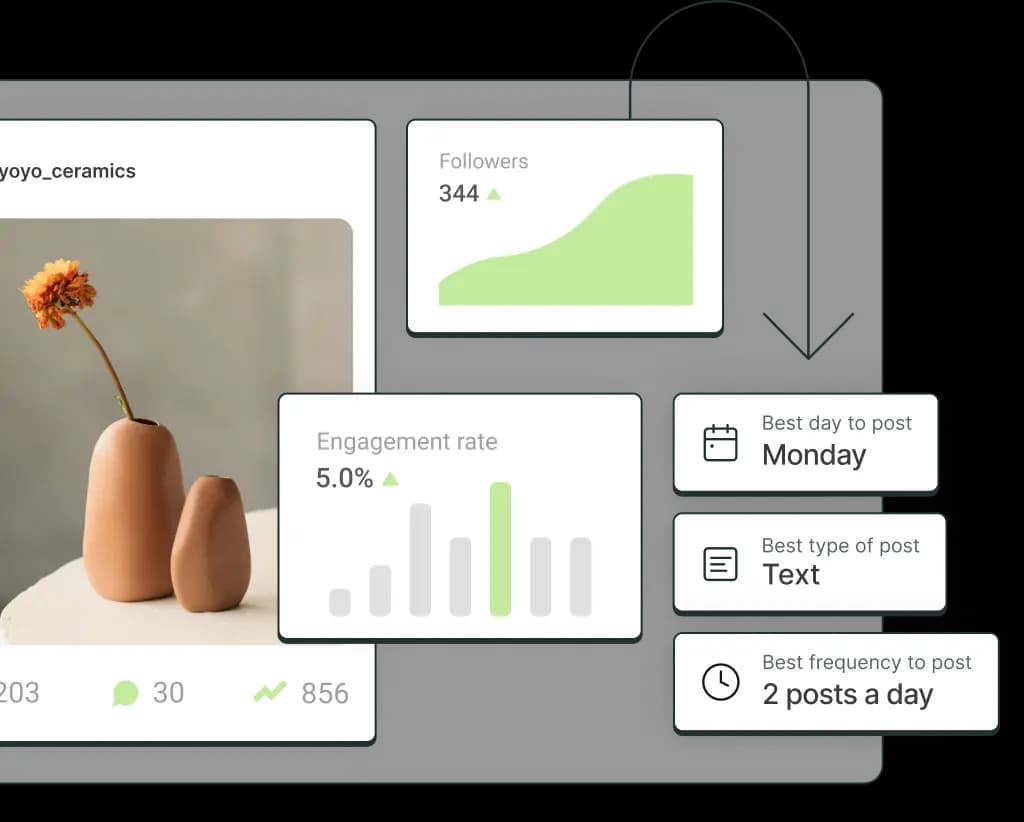 yoyo_ceramics
Followers
344
Engagement rate
5.0%
Best day to post
Monday
Best type of post
Text
Best frequency to post
2 posts a day
203
30
856